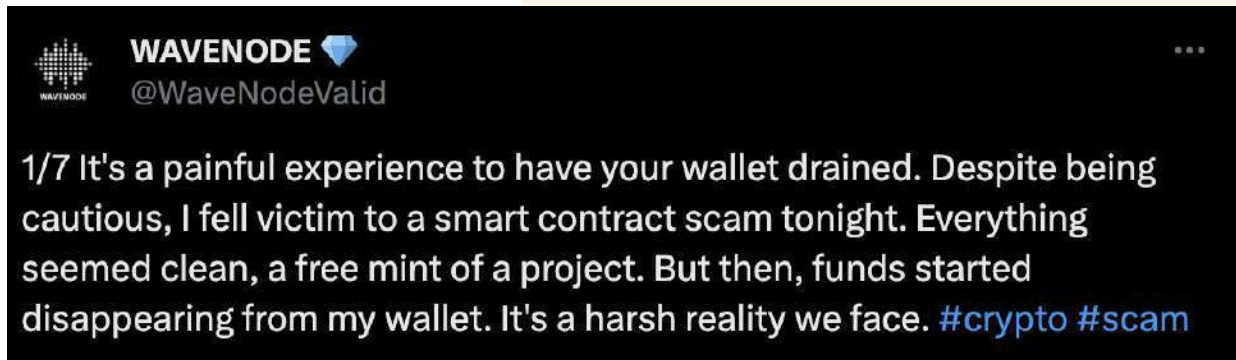 WAVENODE 💎
@WaveNodeValid
WAVENODE
1/7 It's a painful experience to have your wallet drained. Despite being
cautious, I fell victim to a smart contract scam tonight. Everything
seemed clean, a free mint of a project. But then, funds started
disappearing from my wallet. It's a harsh reality we face. #crypto #scam